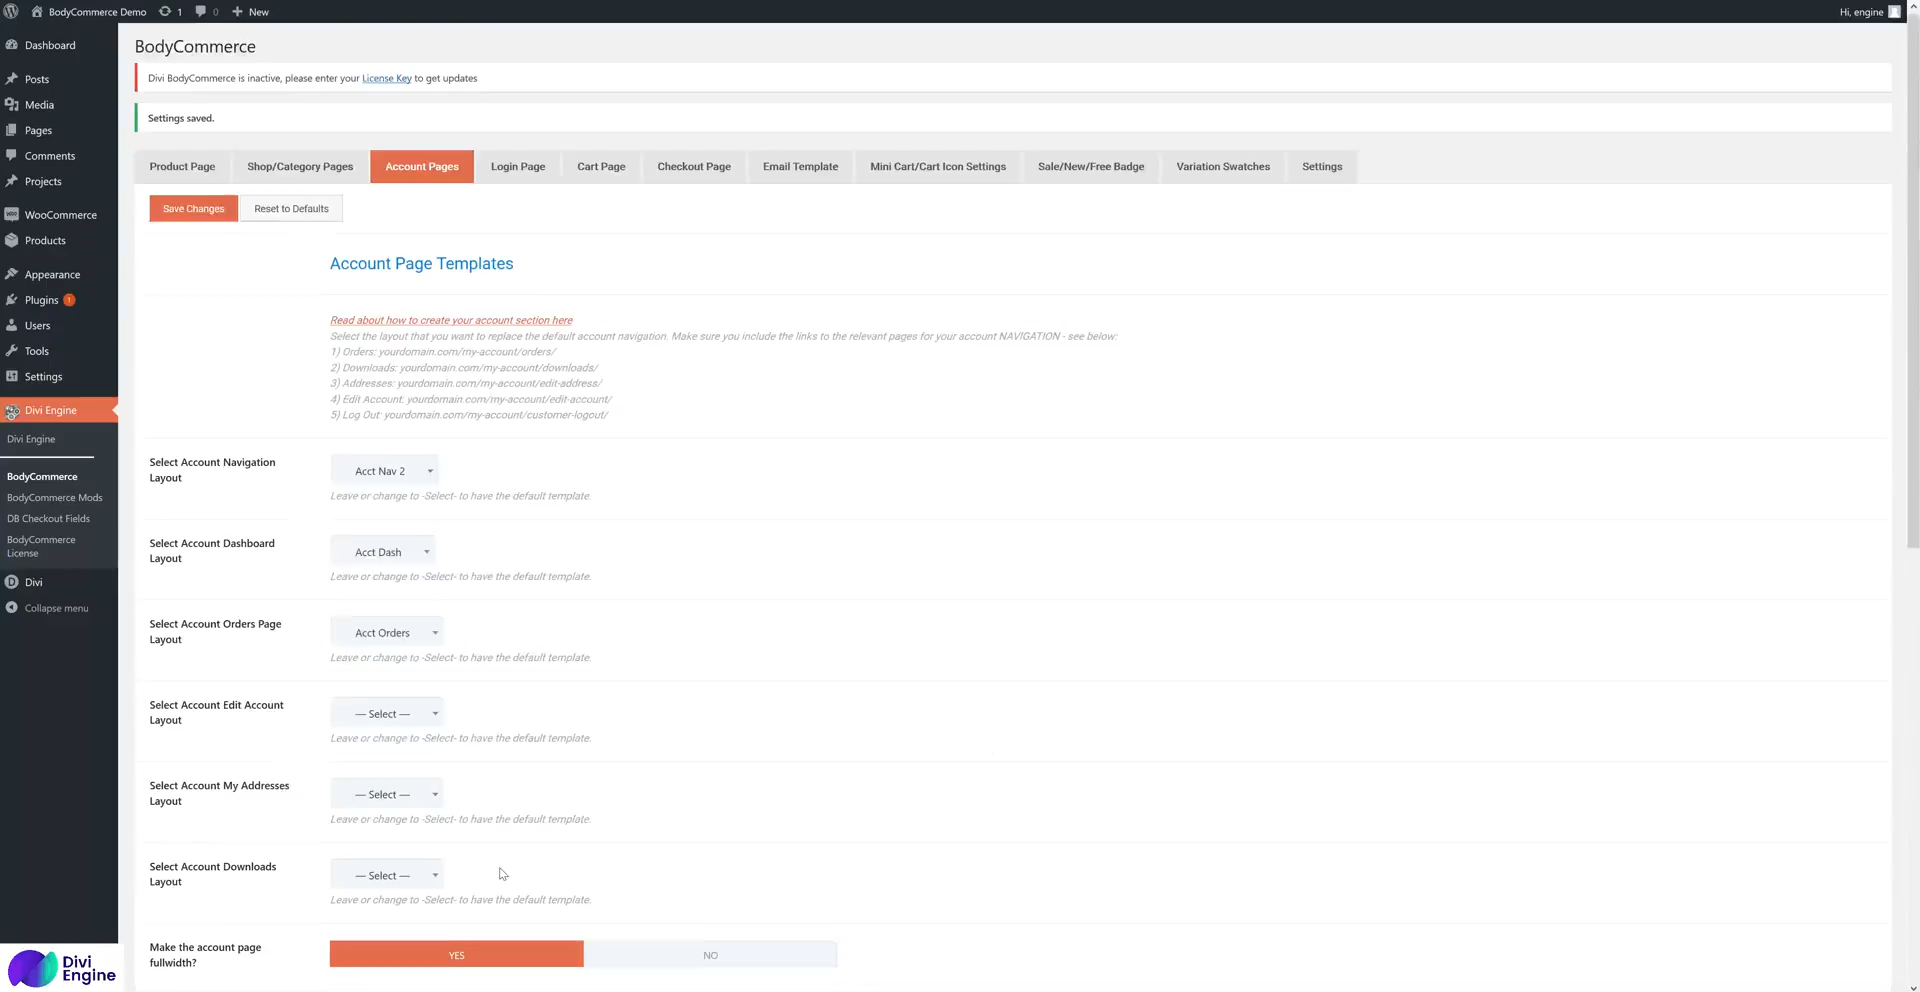 BodyCommerce Demo 1 0 New Hi, engine
Dashboard
Posts
Media
Pages
Comments
Projects
WooCommerce
Products
Appearance
Plugins 1
Users
Tools
Settings
Divi Engine
Divi Engine
BodyCommerce
BodyCommerce Mods
DB Checkout Fields
BodyCommerce
License
Divi
Collapse menu
Divi
Engine
BodyCommerce
Divi BodyCommerce is inactive, please enter your License Key to get updates
Settings saved.
Product Page Shop/Category Pages Account Pages Login Page Cart Page Checkout Page Email Template Mini Cart/Cart Icon Settings Sale/New/Free Badge Variation Swatches Settings
Save Changes Reset to Defaults
Account Page Templates
Read about how to create your account section here
Select the layout that you want to replace the default account navigation. Make sure you include the links to the relevant pages for your account NAVIGATION - see below:
1) Orders: yourdomain.com/my-account/orders/
2) Downloads: yourdomain.com/my-account/downloads/
3) Addresses: yourdomain.com/my-account/edit-address/
4) Edit Account: yourdomain.com/my-account/edit-account/
5) Log Out: yourdomain.com/my-account/customer-logout/
Select Account Navigation
Layout
Acct Nav 2
Leave or change to -Select- to have the default template.
Select Account Dashboard
Layout
Acct Dash
Leave or change to -Select- to have the default template.
Select Account Orders Page
Layout
Acct Orders
Leave or change to -Select- to have the default template.
Select Account Edit Account
Layout
— Select —
Leave or change to -Select- to have the default template.
Select Account My Addresses
Layout
— Select —
Leave or change to -Select- to have the default template.
Select Account Downloads
Layout
— Select —
Leave or change to -Select- to have the default template.
Make the account page
fullwidth?
YES NO